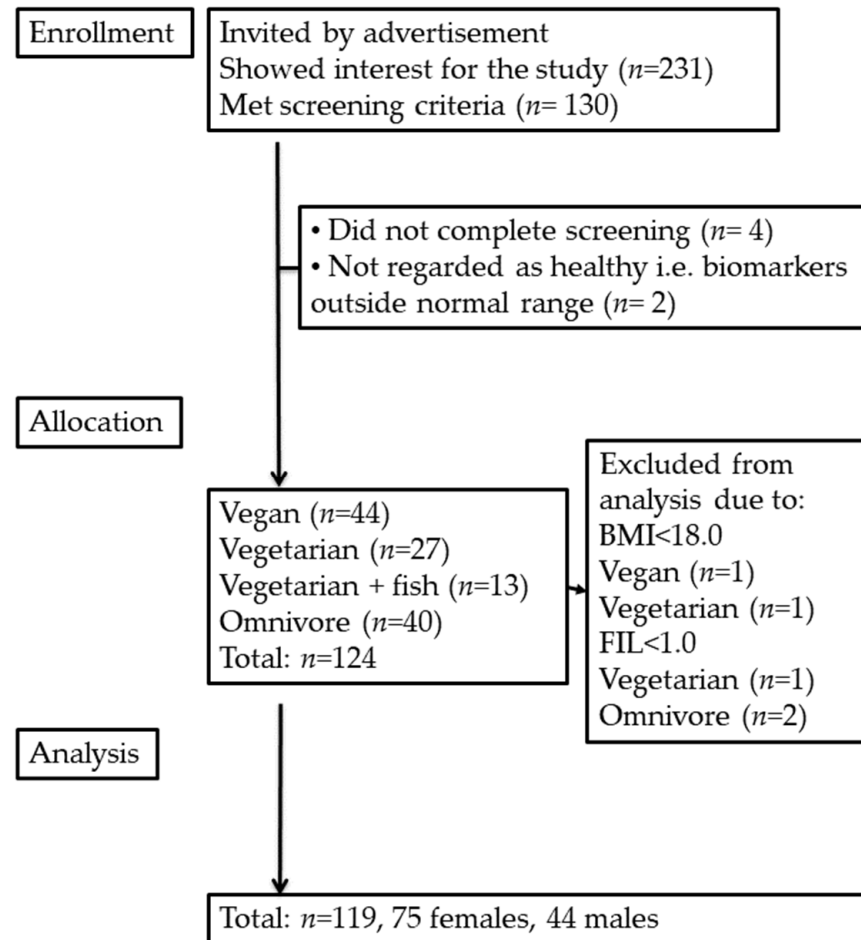 Enrollment
Invited by advertisement
Showed interest for the study (n=231)
Met screening criteria (n= 130)
• Did not complete screening (n= 4)
• Not regarded as healthy i.e. biomarkers
outside normal range (n= 2)
Allocation
Vegan (n=44)
Vegetarian (n=27)
Vegetarian + fish (n=13)
Omnivore (n=40)
Total: n=124
Excluded from
analysis due to:
BMI<18.0
Vegan (n=1)
Vegetarian (n=1)
FIL<1.0
Vegetarian (n=1)
Omnivore (n=2)
Analysis
Total: n=119, 75 females, 44 males